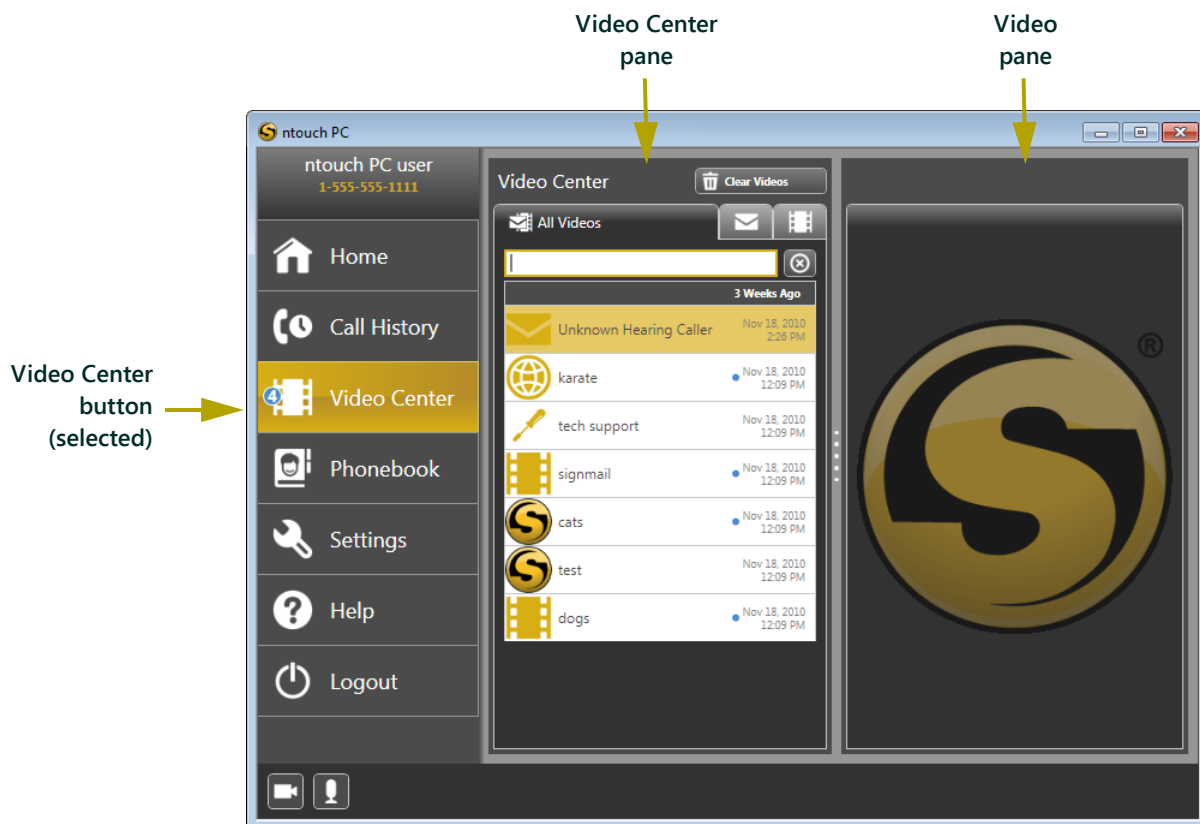 Video Center
pane
Video
pane
ntouch PC
ntouch PC user
1-555-555-1111
Video Center
Clear Videos
All Videos
Home
3 Weeks Ago
Unknown Hearing Caller
Nov 18, 2010
2:26 PM
Call History
karate
Nov 18, 2010
12:09 PM
Video Center
button
(selected)
4
Video Center
tech support
Nov 18, 2010
12:09 PM
Phonebook
signmail
Nov 18, 2010
12:09 PM
cats
Nov 18, 2010
12:09 PM
Settings
test
Nov 18, 2010
12:09 PM
Help
dogs
Nov 18, 2010
12:09 PM
Logout
®